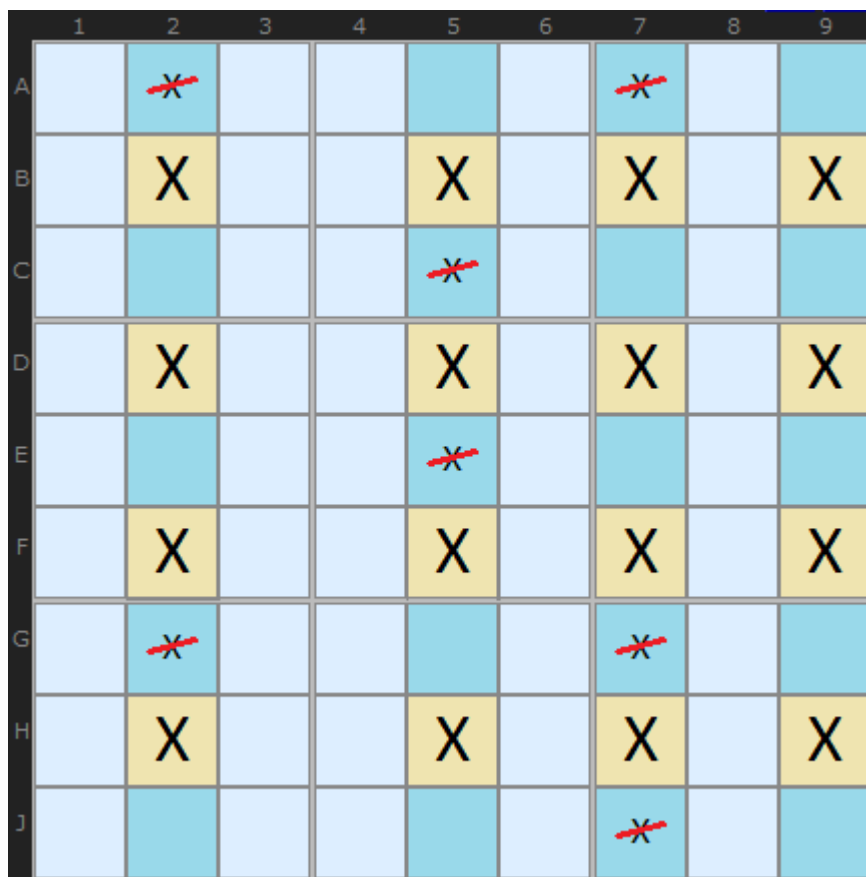 1 2 3 4 5 6 7 8 9
A X X
B X X X X
C X
D X X X X
E X
F X X X X
G X X
H X X X X
J X